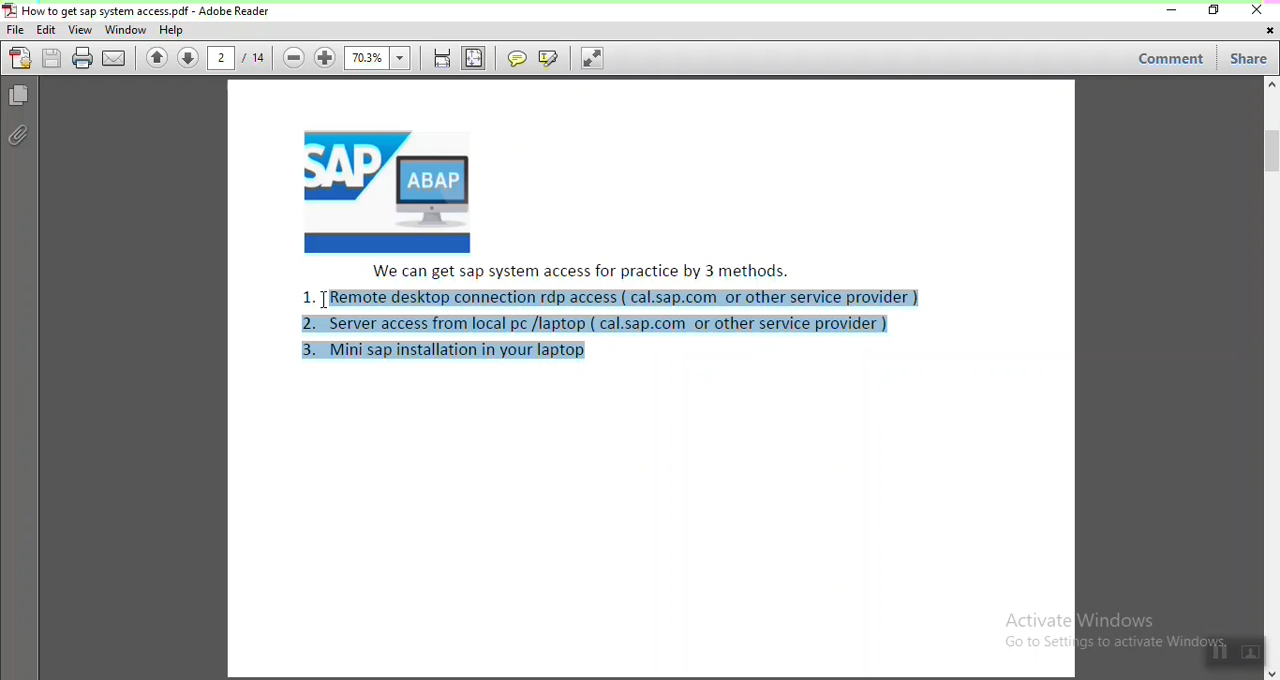 How to get sap system access.pdf - Adobe Reader
File Edit View Window Help
2 / 14 70.3% Comment Share
SAP
ABAP
We can get sap system access for practice by 3 methods.
1. Remote desktop connection rdp access ( cal.sap.com or other service provider )
2. Server access from local pc /laptop ( cal.sap.com or other service provider )
3. Mini sap installation in your laptop
Activate Windows
Go to Settings to activate Windows.